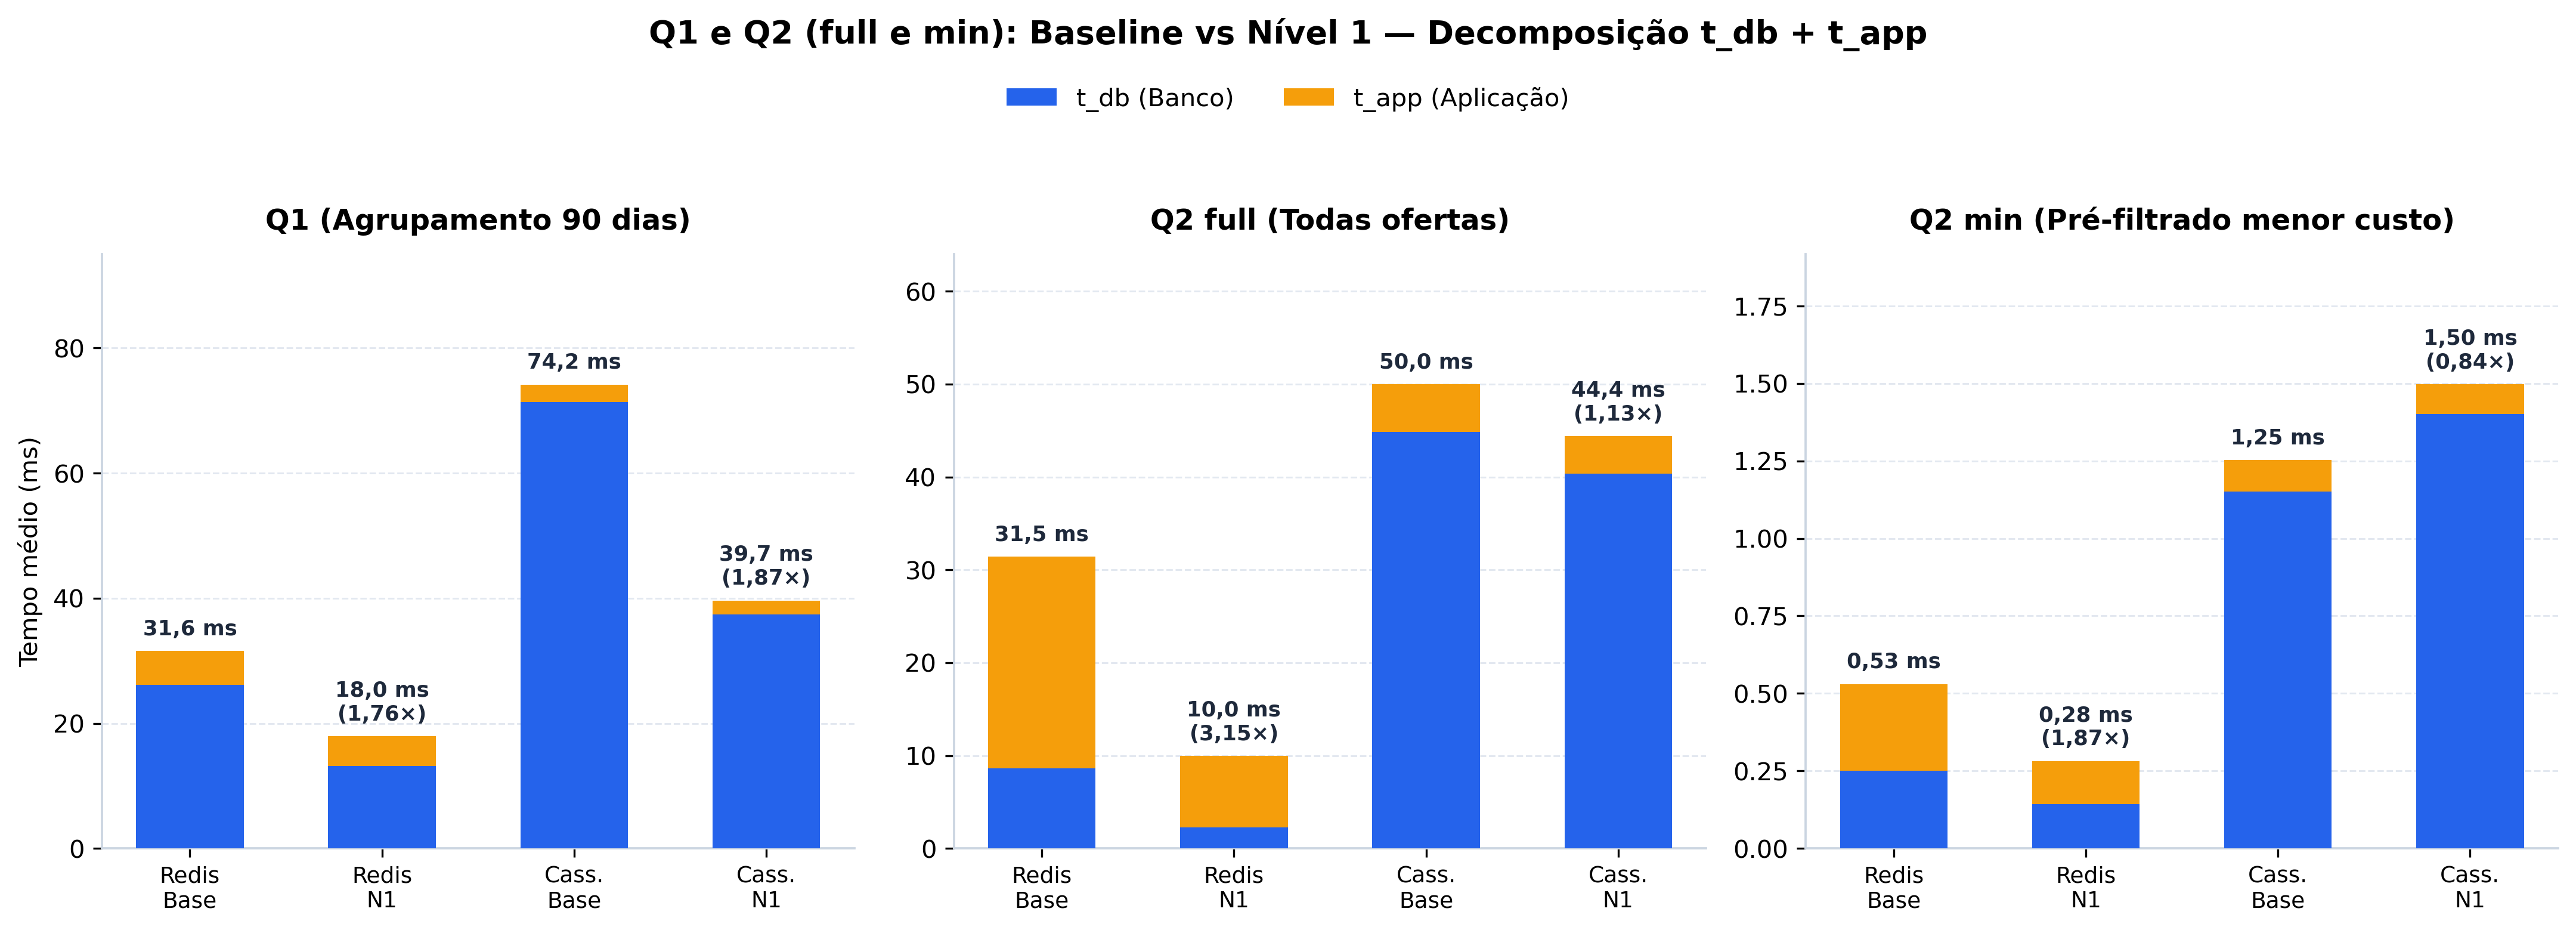 Q1 e Q2 (full e min): Baseline vs Nível 1 — Decomposição t_db + t_app
t_db (Banco)
t_app (Aplicação)
Q1 (Agrupamento 90 dias)
Tempo médio (ms)
80
60
40
20
0
31,6 ms
18,0 ms
(1,76×)
74,2 ms
39,7 ms
(1,87×)
Redis
Base
Redis
N1
Cass.
Base
Cass.
N1
Q2 full (Todas ofertas)
60
50
40
30
20
10
0
31,5 ms
10,0 ms
(3,15×)
50,0 ms
44,4 ms
(1,13×)
Redis
Base
Redis
N1
Cass.
Base
Cass.
N1
Q2 min (Pré-filtrado menor custo)
1.75
1.50
1.25
1.00
0.75
0.50
0.25
0.00
0,53 ms
0,28 ms
(1,87×)
1,25 ms
1,50 ms
(0,84×)
Redis
Base
Redis
N1
Cass.
Base
Cass.
N1